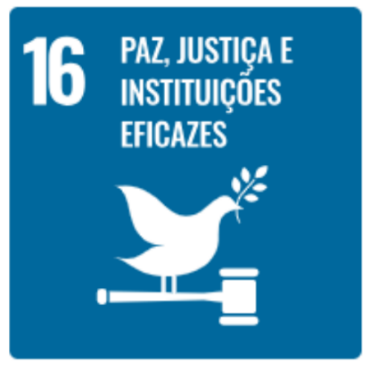 16
PAZ, JUSTIÇA E
INSTITUIÇÕES
EFICAZES